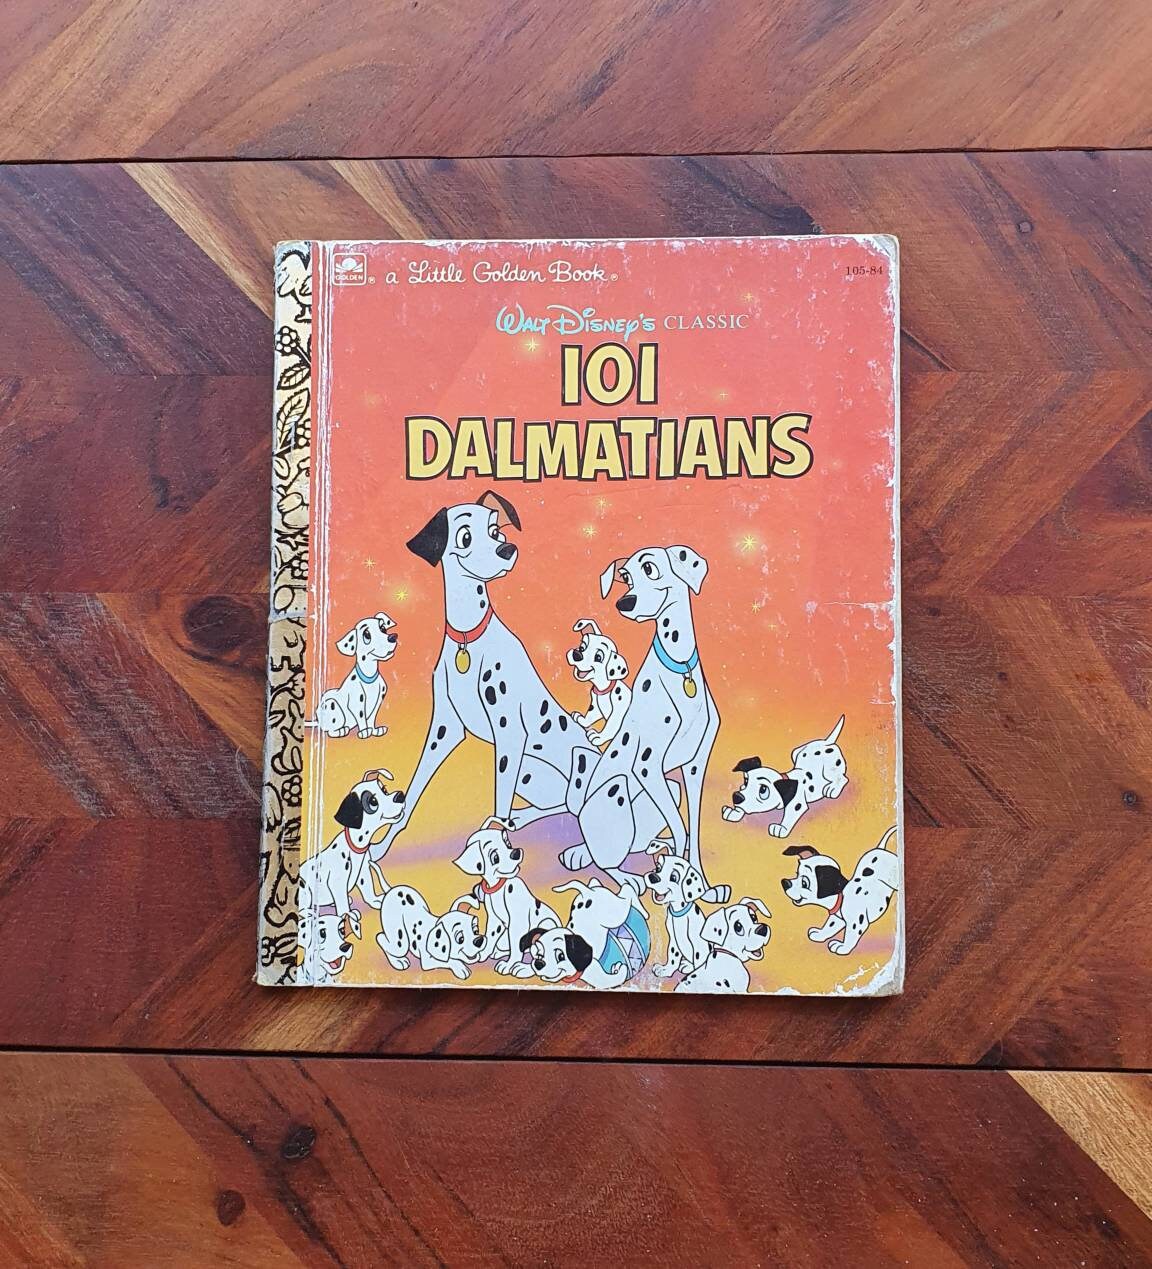 GOLDEN® a Little Golden Book®
105-84
WALT DISNEY'S CLASSIC
101
DALMATIANS